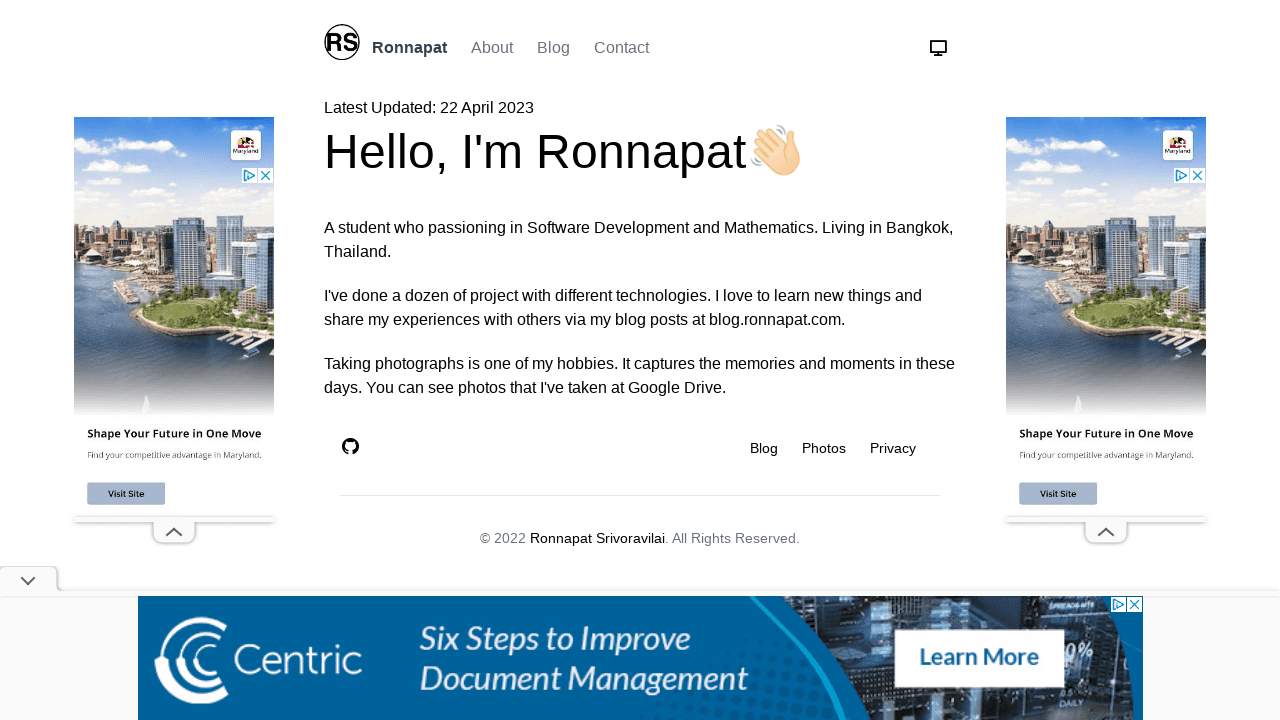 RS Ronnapat About Blog Contact
Latest Updated: 22 April 2023
Hello, I'm Ronnapat👋🏻
A student who passioning in Software Development and Mathematics. Living in Bangkok,
Thailand.
I've done a dozen of project with different technologies. I love to learn new things and
share my experiences with others via my blog posts at blog.ronnapat.com.
Taking photographs is one of my hobbies. It captures the memories and moments in these
days. You can see photos that I've taken at Google Drive.
Blog Photos Privacy
© 2022 Ronnapat Srivoravilai. All Rights Reserved.
Maryland
Shape Your Future in One Move
Find your competitive advantage in Maryland.
Visit Site
Maryland
Shape Your Future in One Move
Find your competitive advantage in Maryland.
Visit Site
Centric
Six Steps to Improve
Document Management
Learn More